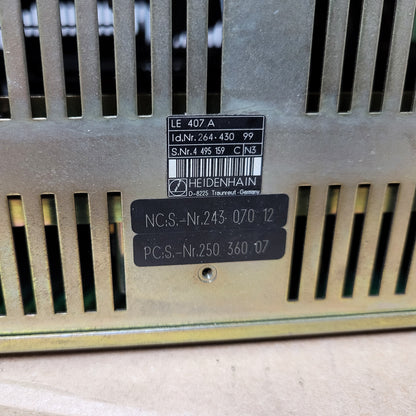 LE 407 A
Id.Nr. 264·430 99
S.Nr. 4 495 159 C N3
HEIDENHAIN
D-8225 Traunreut · Germany
NC:S.-Nr.243 070 12
PC:S.-Nr.250 360 07